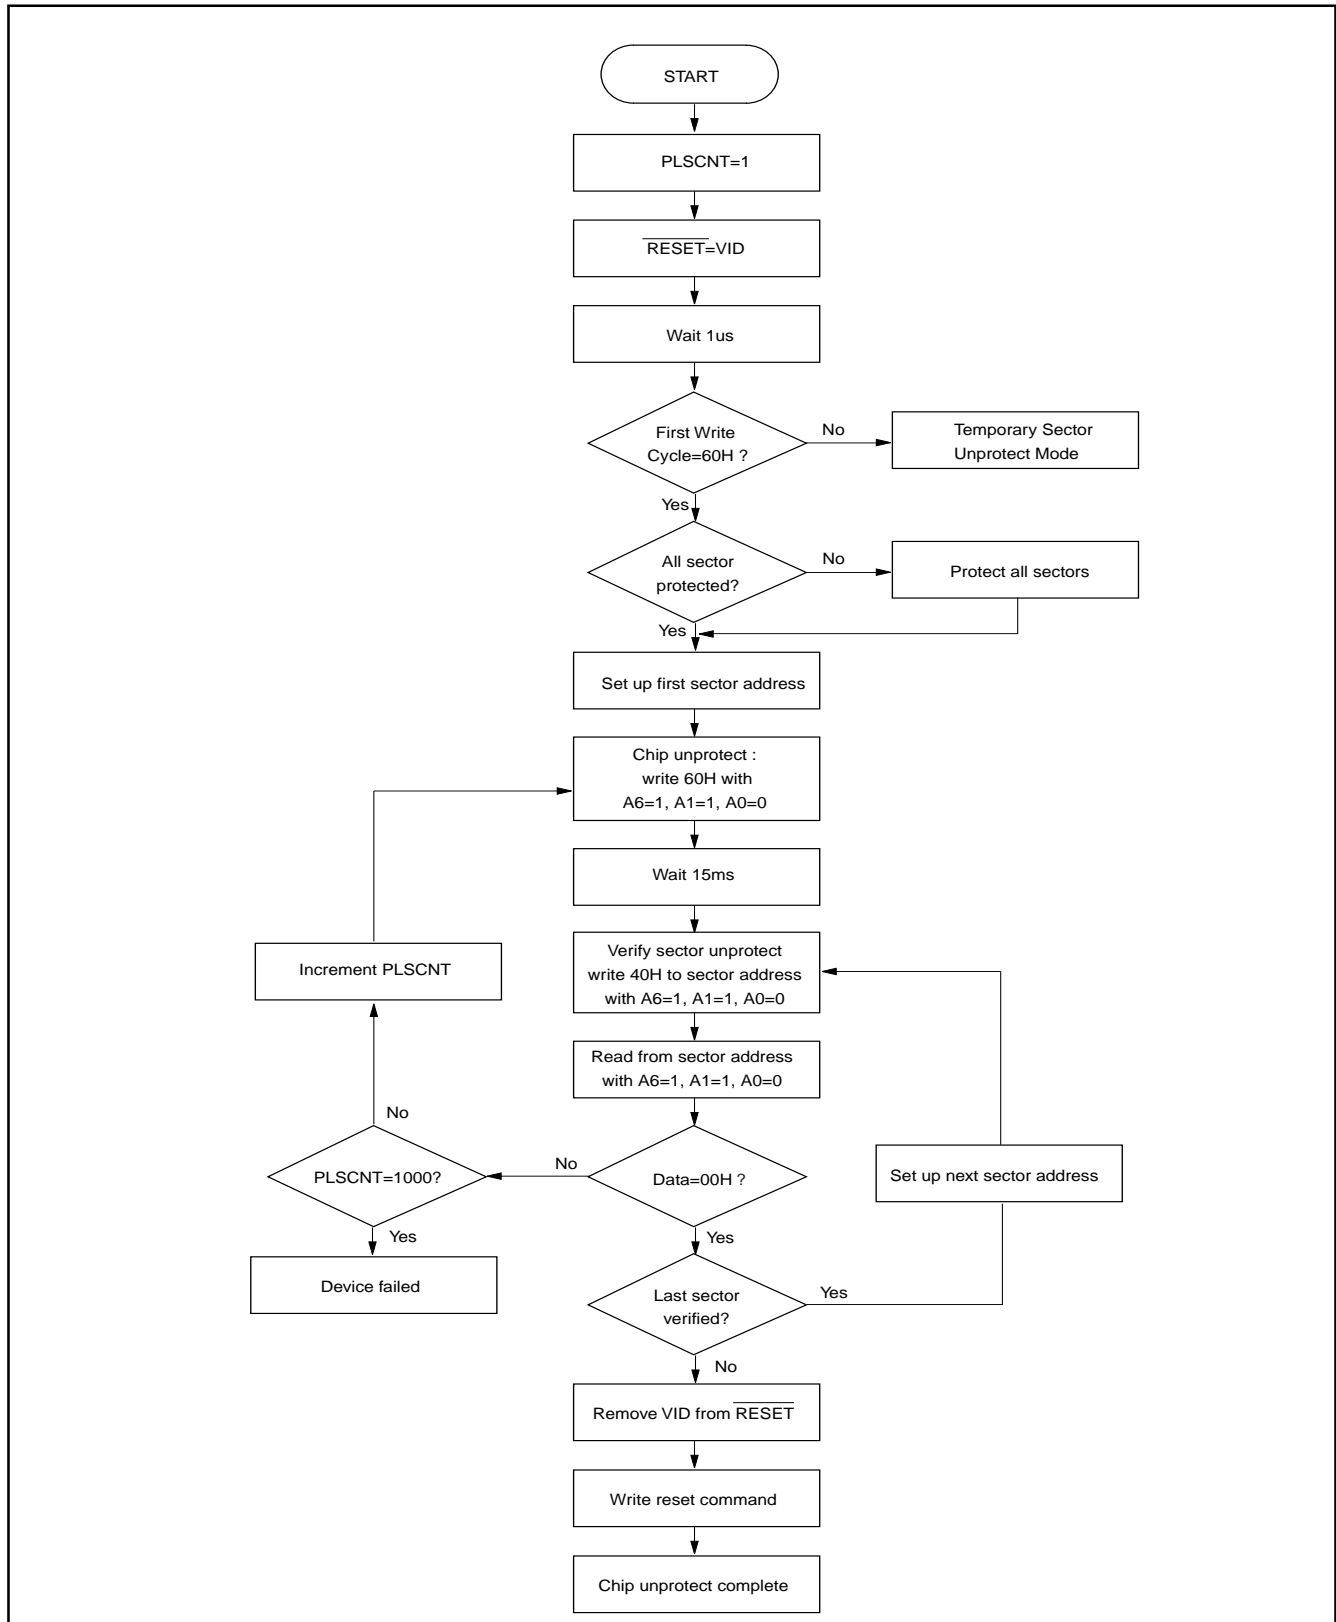 START
PLSCNT=1
RESET=VID
Wait 1us
First Write
Cycle=60H ?
No
Temporary Sector
Unprotect Mode
Yes
All sector
protected?
No
Protect all sectors
Yes
Set up first sector address
Chip unprotect :
write 60H with
A6=1, A1=1, A0=0
Wait 15ms
Verify sector unprotect
write 40H to sector address
with A6=1, A1=1, A0=0
Increment PLSCNT
Read from sector address
with A6=1, A1=1, A0=0
No
PLSCNT=1000?
No
Data=00H ?
Set up next sector address
Yes
Yes
Device failed
Last sector
verified?
Yes
No
Remove VID from RESET
Write reset command
Chip unprotect complete